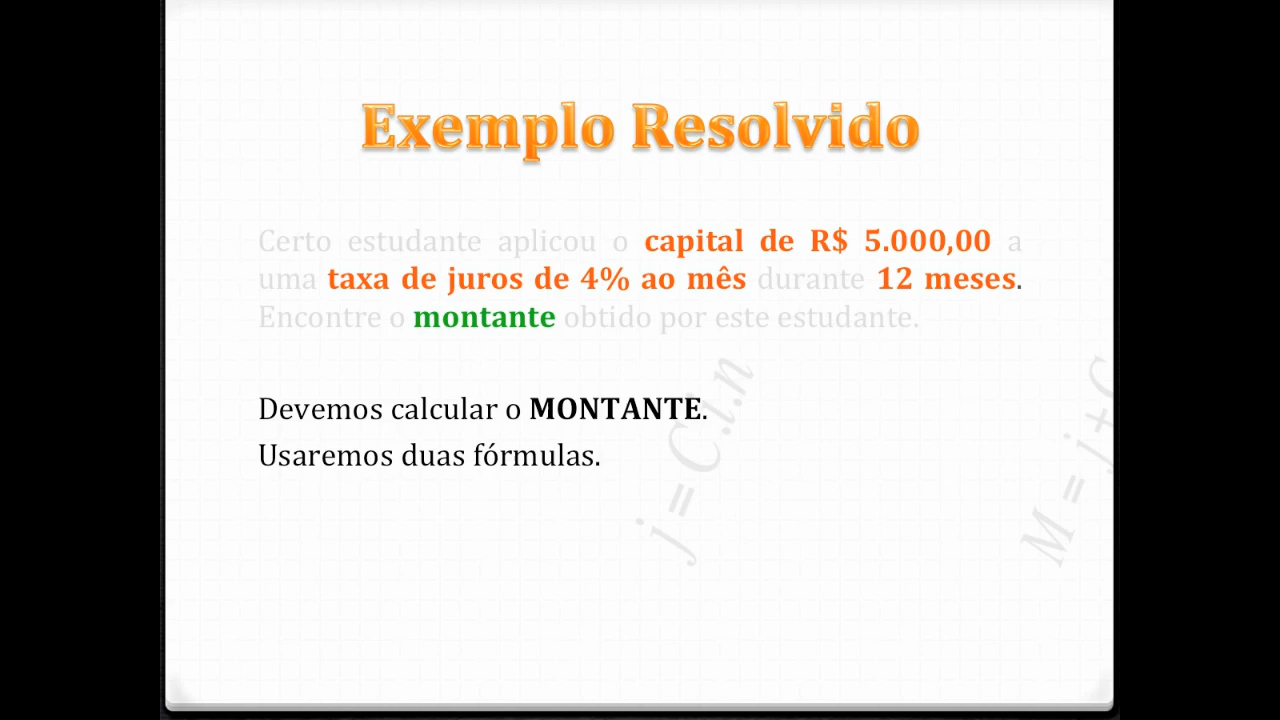 Exemplo Resolvido
Certo estudante aplicou o capital de R$ 5.000,00 a
uma taxa de juros de 4% ao mês durante 12 meses.
Encontre o montante obtido por este estudante.
Devemos calcular o MONTANTE.
Usaremos duas fórmulas.
j = C.i.n
M = j+C